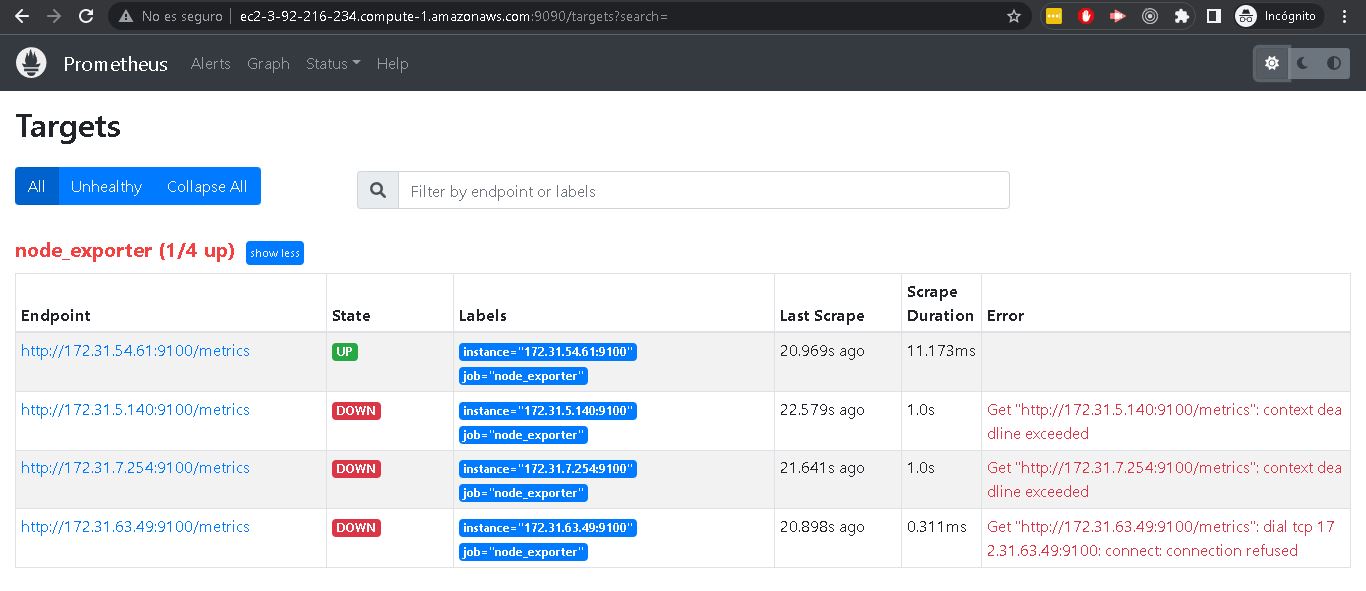 No es seguro ec2-3-92-216-234.compute-1.amazonaws.com:9090/targets?search= Incógnito
Prometheus Alerts Graph Status Help
Targets
All Unhealthy Collapse All Filter by endpoint or labels
node_exporter (1/4 up) show less
Scrape
Endpoint State Labels Last Scrape Duration Error
http://172.31.54.61:9100/metrics UP instance="172.31.54.61:9100" 20.969s ago 11.173ms
job="node_exporter"
http://172.31.5.140:9100/metrics DOWN instance="172.31.5.140:9100" 22.579s ago 1.0s Get "http://172.31.5.140:9100/metrics": context dea
job="node_exporter" dline exceeded
http://172.31.7.254:9100/metrics DOWN instance="172.31.7.254:9100" 21.641s ago 1.0s Get "http://172.31.7.254:9100/metrics": context dea
job="node_exporter" dline exceeded
http://172.31.63.49:9100/metrics DOWN instance="172.31.63.49:9100" 20.898s ago 0.311ms Get "http://172.31.63.49:9100/metrics": dial tcp 17
job="node_exporter" 2.31.63.49:9100: connect: connection refused